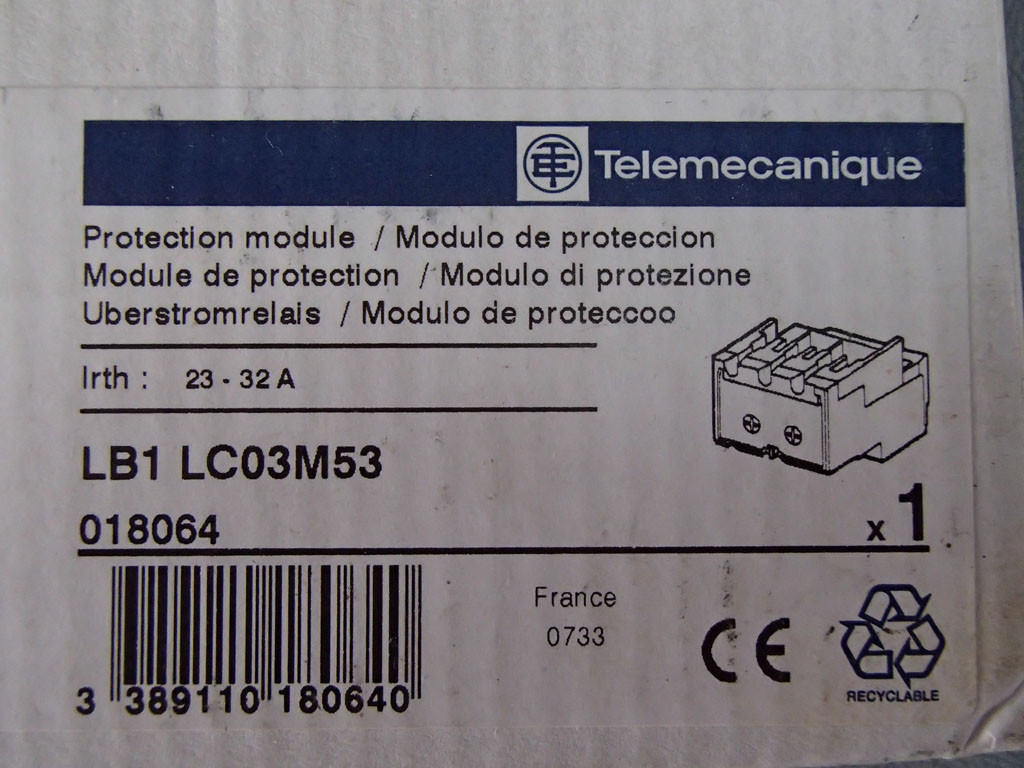 Telemecanique
Protection module / Modulo de proteccion
Module de protection / Modulo di protezione
Uberstromrelais / Modulo de proteccoo
Irth : 23 - 32 A
LB1 LC03M53
018064
x 1
France
0733
CE
RECYCLABLE
3 389110 180640